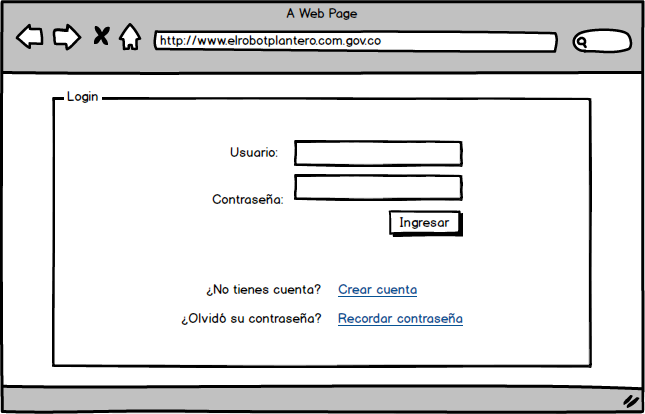 A Web Page
http://www.elrobotplantero.com.gov.co
Login
Usuario:
Contraseña:
Ingresar
¿No tienes cuenta? Crear cuenta
¿Olvidó su contraseña? Recordar contraseña